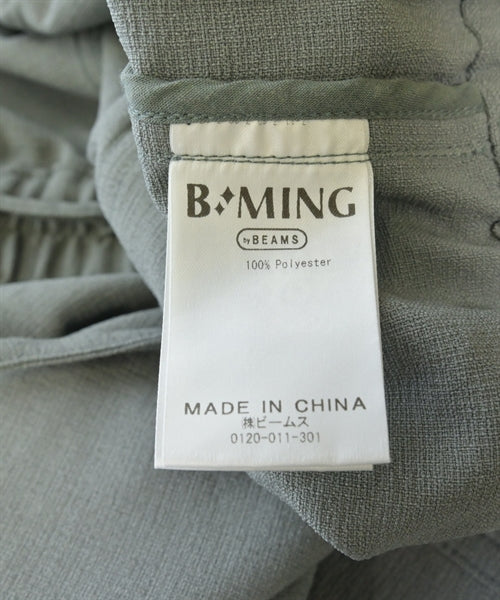 B:MING
by BEAMS
100% Polyester
MADE IN CHINA
㈱ビームス
0120-011-301